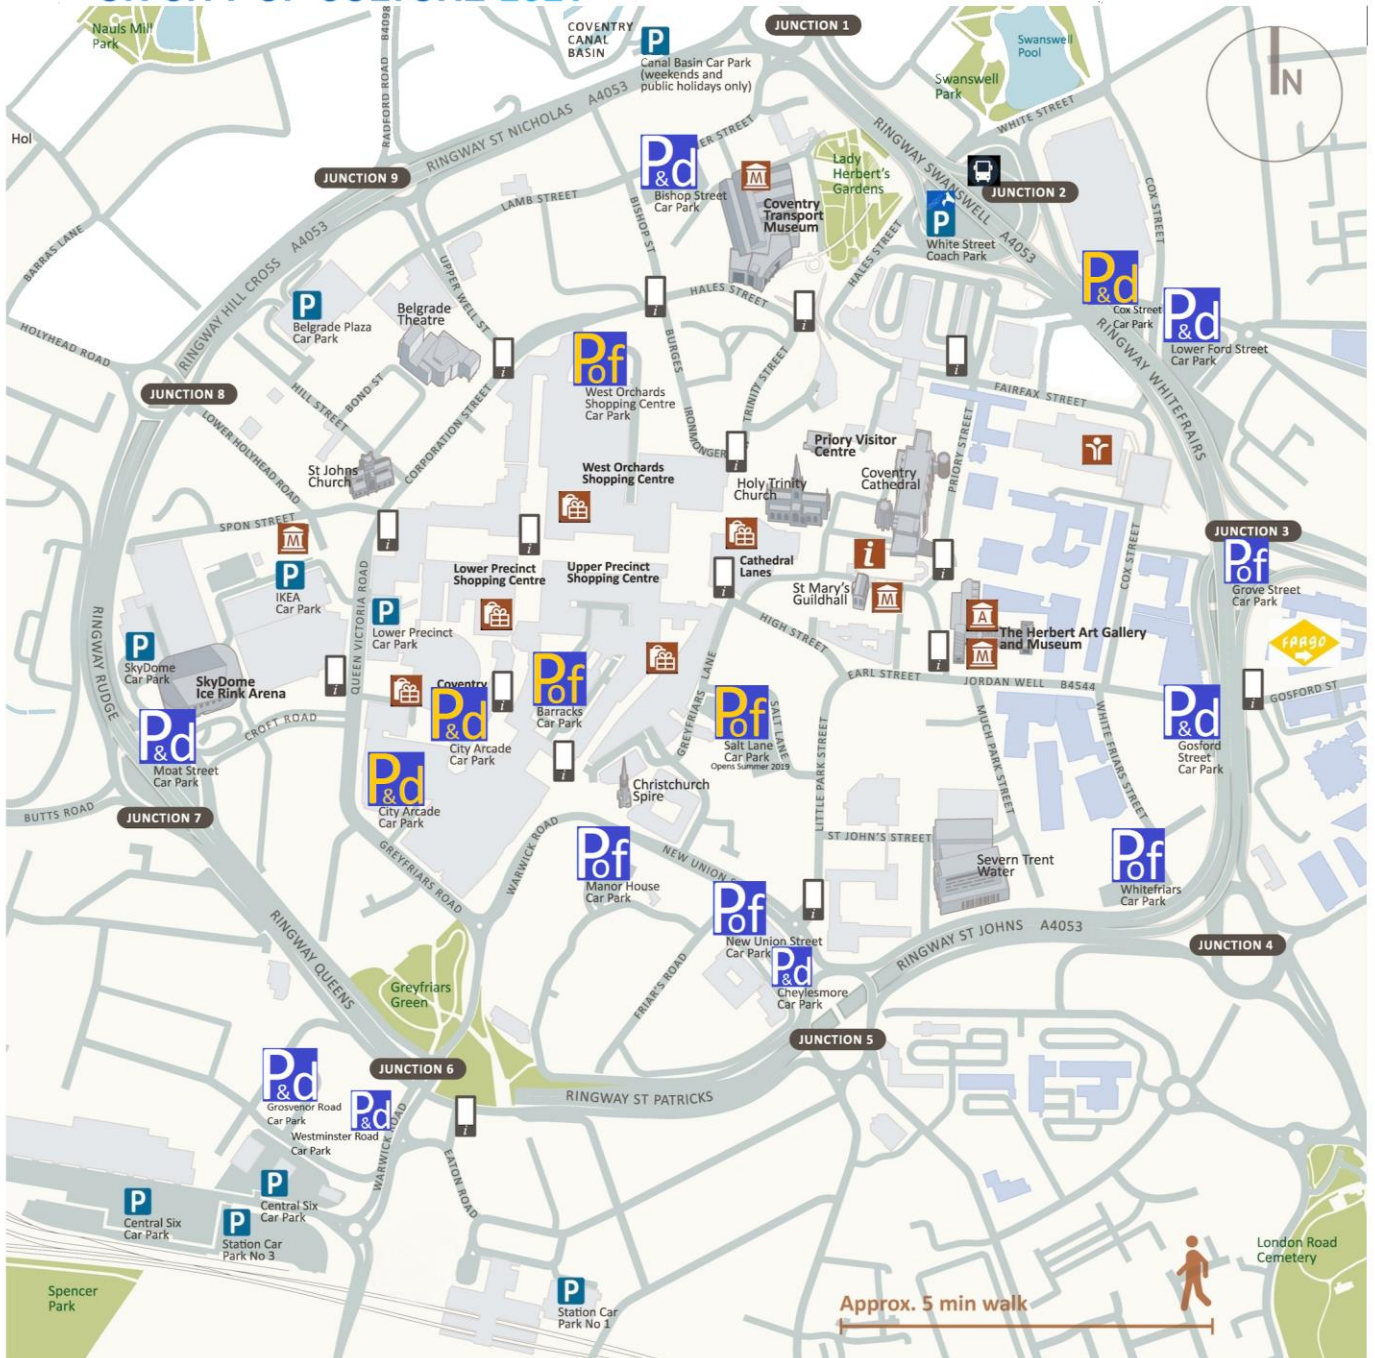 JUNCTION 1
Nauls Mill
Park
RADFORD ROAD B4098
COVENTRY
CANAL
BASIN
P
Canal Basin Car Park
(weekends and
public holidays only)
Swanswell
Pool
Swanswell
Park
N
WHITE STREET
Hol
RINGWAY ST NICHOLAS A4053
RINGWAY SWANSWELL A4053
JUNCTION 9
P&d
ER STREET
Bishop Street
Car Park
M
Coventry
Transport
Museum
Lady
Herbert's
Gardens
JUNCTION 2
P
White Street
Coach Park
COX STREET
LAMB STREET
BISHOP ST
BARRAS LANE
RINGWAY HILL CROSS A4053
UPPER WELL ST
HALES STREET
HALES STREET
P&d
Cox Street
Car Park
P&d
Lower Ford Street
Car Park
P
Belgrade Plaza
Car Park
Belgrade
Theatre
HOLYHEAD ROAD
RINGWAY WHITEFRAIRS
BURGES
TRINITY STREET
Pof
West Orchards
Shopping Centre
Car Park
JUNCTION 8
HILL STREET
BOND ST
FAIRFAX STREET
LOWER HOLYHEAD ROAD
CORPORATION STREET
IRONMONGER
PRIORY STREET
Priory Visitor
Centre
Coventry
Cathedral
West Orchards
Shopping Centre
St Johns
Church
Holy Trinity
Church
SPON STREET
M
P
IKEA
Car Park
QUEEN VICTORIA ROAD
Lower Precinct
Shopping Centre
Upper Precinct
Shopping Centre
Cathedral
Lanes
i
St Mary's
Guildhall
M
COX STREET
JUNCTION 3
Pof
Grove Street
Car Park
FARGO
P
Lower Precinct
Car Park
HIGH STREET
A
M
The Herbert Art Gallery
and Museum
RINGWAY RUDGE
P
SkyDome
Car Park
SkyDome
Ice Rink Arena
EARL STREET
JORDAN WELL B4544
GOSFORD ST
Coventry
P&d
City Arcade
Car Park
Pof
Barracks
Car Park
GREYFRIARS LANE
Pof
Salt Lane
Car Park
Opens Summer 2019
SALT LANE
LITTLE PARK STREET
MUCH PARK STREET
WHITE FRIARS STREET
P&d
Gosford
Street
Car Park
P&d
Moat Street
Car Park
CROFT ROAD
P&d
City Arcade
Car Park
Christchurch
Spire
BUTTS ROAD
JUNCTION 7
ST JOHN'S STREET
Severn Trent
Water
GREYFRIARS ROAD
WARWICK ROAD
Pof
Manor House
Car Park
NEW UNION S
Pof
Whitefriars
Car Park
Pof
New Union Street
Car Park
RINGWAY ST JOHNS A4053
JUNCTION 4
RINGWAY QUEENS
Greyfriars
Green
FRIAR'S ROAD
P&d
Cheylesmore
Car Park
JUNCTION 5
JUNCTION 6
RINGWAY ST PATRICKS
P&d
Grosvenor Road
Car Park
P&d
Westminster Road
Car Park
WARWICK ROAD
EATON ROAD
P
Central Six
Car Park
P
Central Six
Car Park
P
Station Car
Park No 3
P
Station Car
Park No 1
Spencer
Park
London Road
Cemetery
Approx. 5 min walk